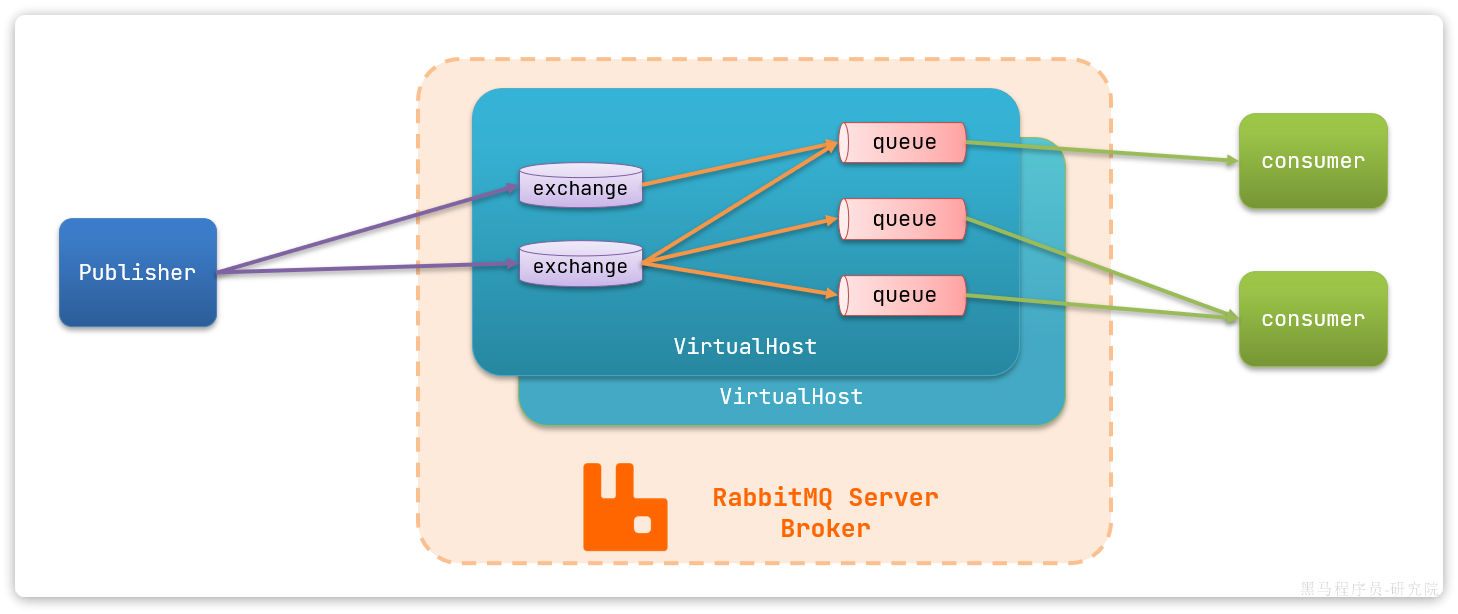 Publisher
exchange
exchange
queue
queue
queue
VirtualHost
VirtualHost
RabbitMQ Server
Broker
consumer
consumer
黑马程序员-研究院